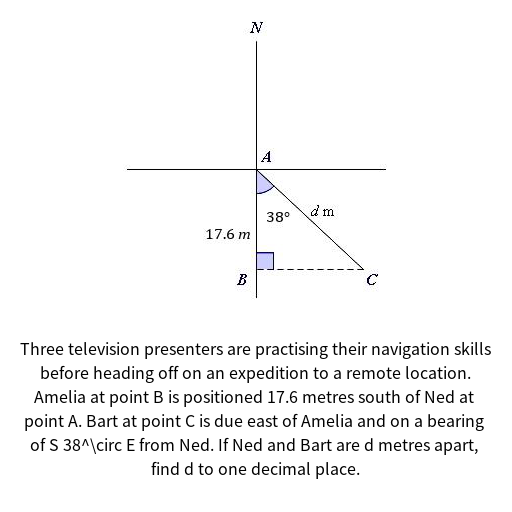 N
A
38°
d m
17.6 m
B
C
Three television presenters are practising their navigation skills
before heading off on an expedition to a remote location.
Amelia at point B is positioned 17.6 metres south of Ned at
point A. Bart at point C is due east of Amelia and on a bearing
of S 38^\circ E from Ned. If Ned and Bart are d metres apart,
find d to one decimal place.